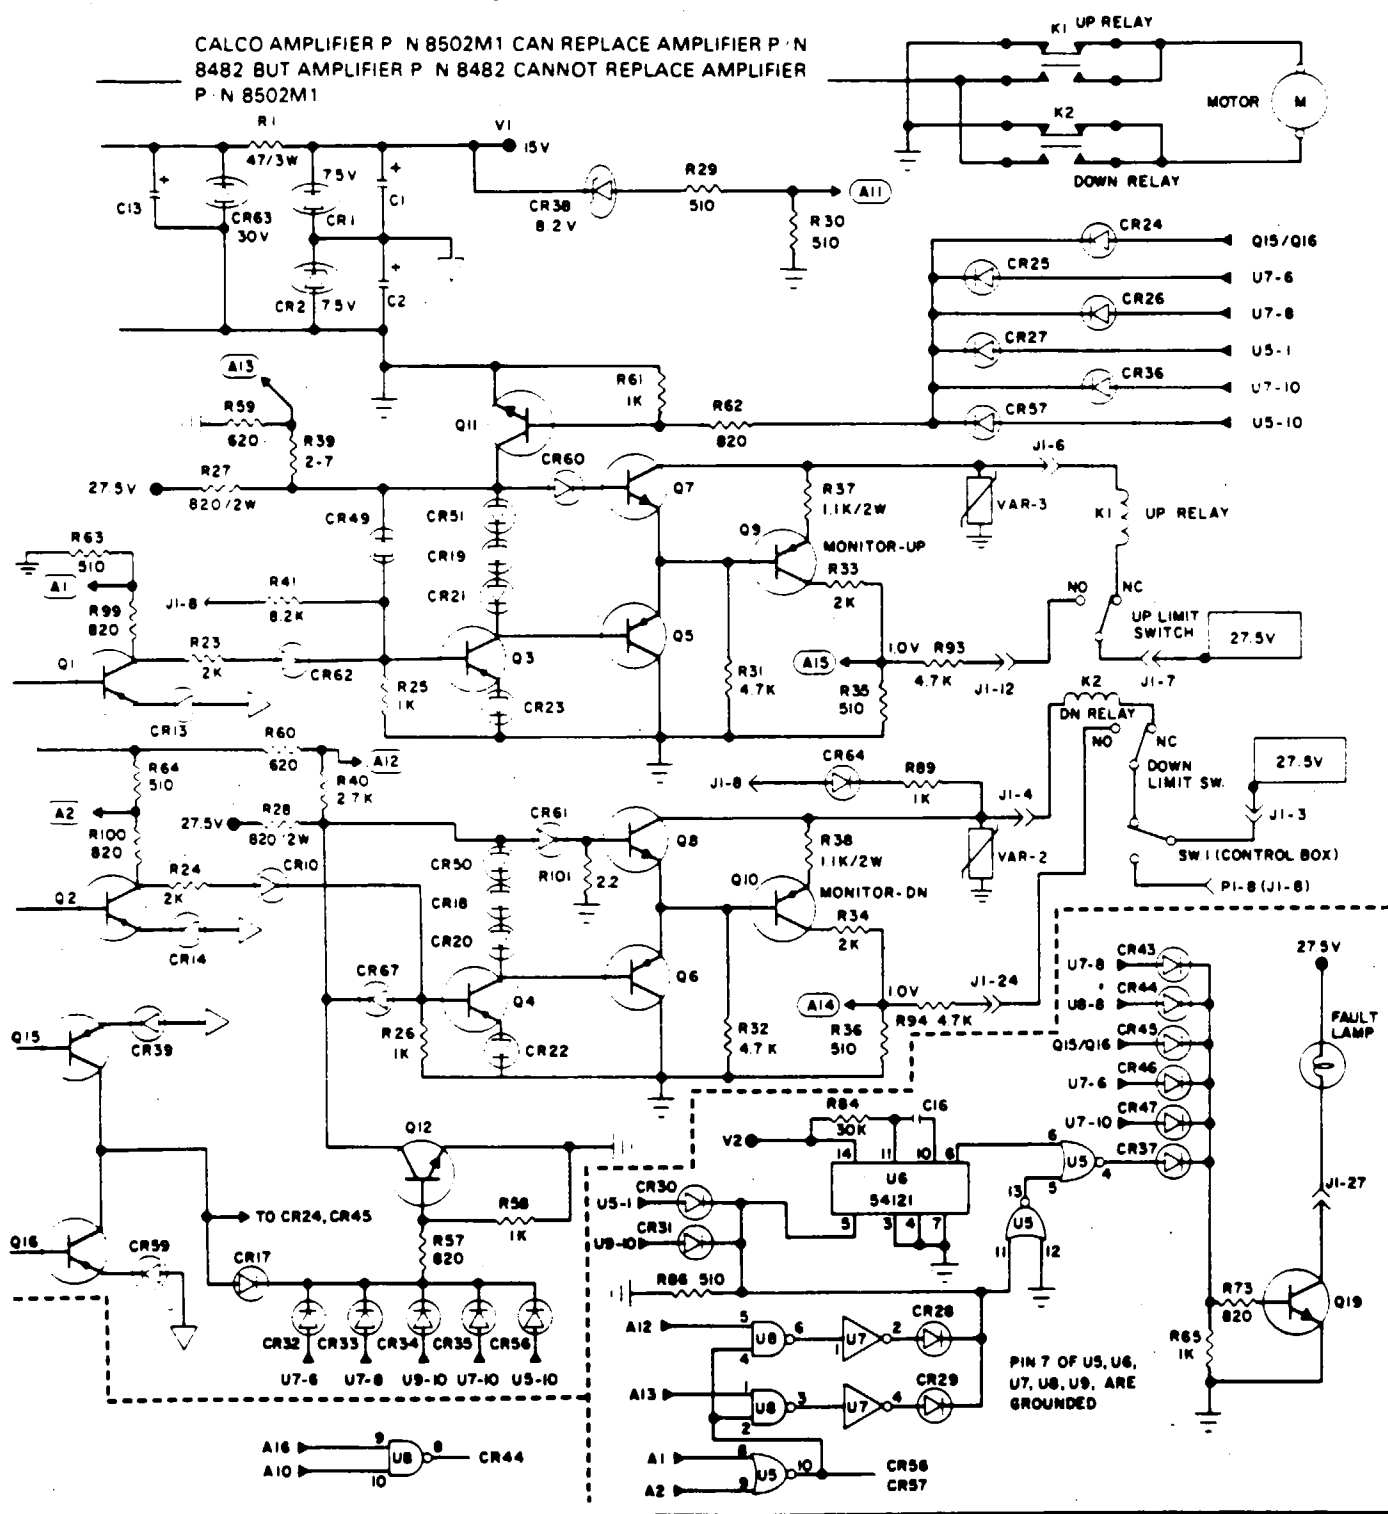 CALCO AMPLIFIER P N 8502M1 CAN REPLACE AMPLIFIER P·N
8482 BUT AMPLIFIER P N 8482 CANNOT REPLACE AMPLIFIER
P·N 8502M1
K1 UP RELAY
K2
DOWN RELAY
MOTOR
M
R1
47/3W
V1
15V
C13
CR63
30V
75V
CR1
C1
CR2
75V
C2
CR38
8.2V
R29
510
A11
R30
510
CR24
Q15/Q16
CR25
U7-6
CR26
U7-8
CR27
U5-1
CR36
U7-10
CR57
U5-10
A13
R59
620
R39
2-7
R27
820/2W
27.5V
Q11
R61
1K
R62
820
CR60
Q7
CR49
CR51
CR19
CR21
R63
510
A1
R99
820
J1-8
R41
8.2K
R23
2K
CR62
Q1
CR13
R25
1K
Q3
CR23
Q5
R31
4.7K
Q9
R37
1.1K/2W
MONITOR-UP
R33
2K
A15
1.0V
R93
4.7K
J1-12
R35
510
VAR-3
J1-6
K1
UP RELAY
NO
NC
UP LIMIT
SWITCH
27.5V
J1-7
K2
DN RELAY
NO
NC
DOWN
LIMIT SW.
27.5V
J1-3
SW.1 (CONTROL BOX)
P1-8 (J1-8)
R60
620
A12
R64
510
R40
2.7K
A2
R100
820
27.5V
R28
820/2W
R24
2K
CR10
Q2
CR14
CR61
R101
2.2
CR50
CR18
CR20
Q8
J1-8
CR64
R89
1K
J1-4
R38
1.1K/2W
VAR-2
Q10
MONITOR-DN
R34
2K
CR67
R26
1K
Q4
CR22
Q6
R32
4.7K
A14
1.0V
R94 4.7K
J1-24
R36
510
Q15
CR39
Q16
CR59
TO CR24, CR45
CR17
Q12
R58
1K
R57
820
CR32
CR33
CR34
CR35
CR56
U7-6
U7-8
U9-10
U7-10
U5-10
A16
A10
9
10
U8
8
CR44
V2
R84
30K
C16
14
11
10
6
U6
54121
5
3
4
7
U5-1
CR30
U9-10
CR31
R86 510
6
5
U5
4
13
U5
11
12
A12
5
4
U8
6
1
U7
2
CR28
A13
1
2
U8
3
U7
4
CR29
A1
A2
8
9
U5
10
CR56
CR57
PIN 7 OF U5, U6,
U7, U8, U9, ARE
GROUNDED
U7-8
CR43
U8-8
CR44
Q15/Q16
CR45
U7-6
CR46
U7-10
CR47
CR37
27.5V
FAULT
LAMP
J1-27
R73
820
Q19
R65
1K